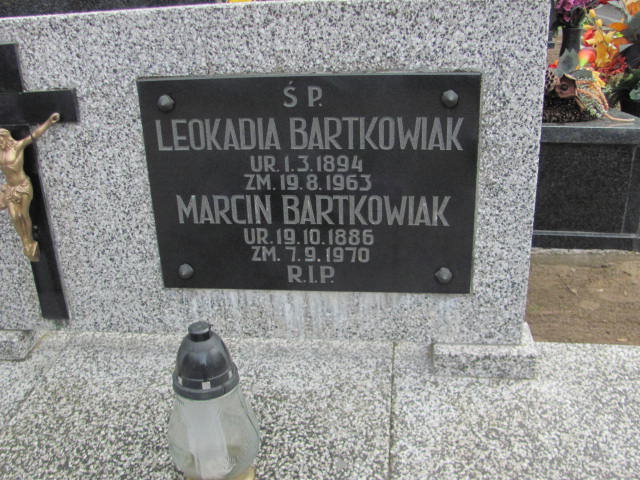 Ś P.
LEOKADIA BARTKOWIAK
UR. 1. 3. 1894
ZM. 19. 8. 1963
MARCIN BARTKOWIAK
UR. 19. 10. 1886
ZM. 7. 9. 1970
R.I.P.